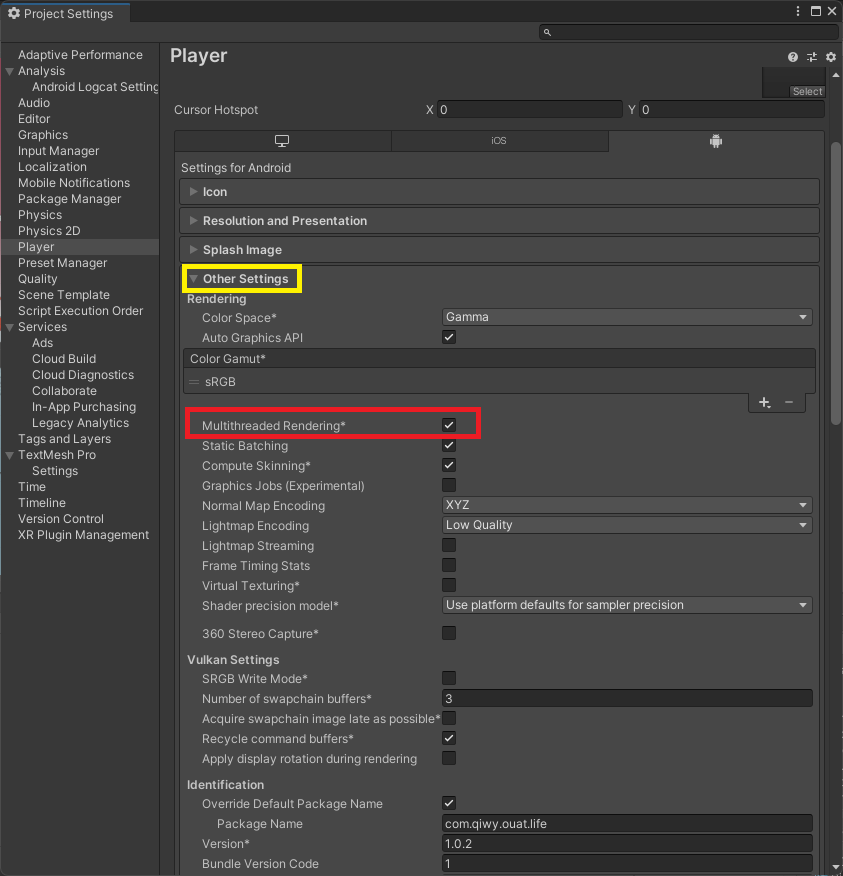 Project Settings
Adaptive Performance
Analysis
Android Logcat Setting
Audio
Editor
Graphics
Input Manager
Localization
Mobile Notifications
Package Manager
Physics
Physics 2D
Player
Preset Manager
Quality
Scene Template
Script Execution Order
Services
Ads
Cloud Build
Cloud Diagnostics
Collaborate
In-App Purchasing
Legacy Analytics
Tags and Layers
TextMesh Pro
Settings
Time
Timeline
Version Control
XR Plugin Management
Player
Select
Cursor Hotspot X 0 Y 0
iOS
Settings for Android
Icon
Resolution and Presentation
Splash Image
Other Settings
Rendering
Color Space* Gamma
Auto Graphics API
Color Gamut*
sRGB
Multithreaded Rendering*
Static Batching
Compute Skinning*
Graphics Jobs (Experimental)
Normal Map Encoding XYZ
Lightmap Encoding Low Quality
Lightmap Streaming
Frame Timing Stats
Virtual Texturing*
Shader precision model* Use platform defaults for sampler precision
360 Stereo Capture*
Vulkan Settings
SRGB Write Mode*
Number of swapchain buffers* 3
Acquire swapchain image late as possible*
Recycle command buffers*
Apply display rotation during rendering
Identification
Override Default Package Name
Package Name com.qiwy.ouat.life
Version* 1.0.2
Bundle Version Code 1